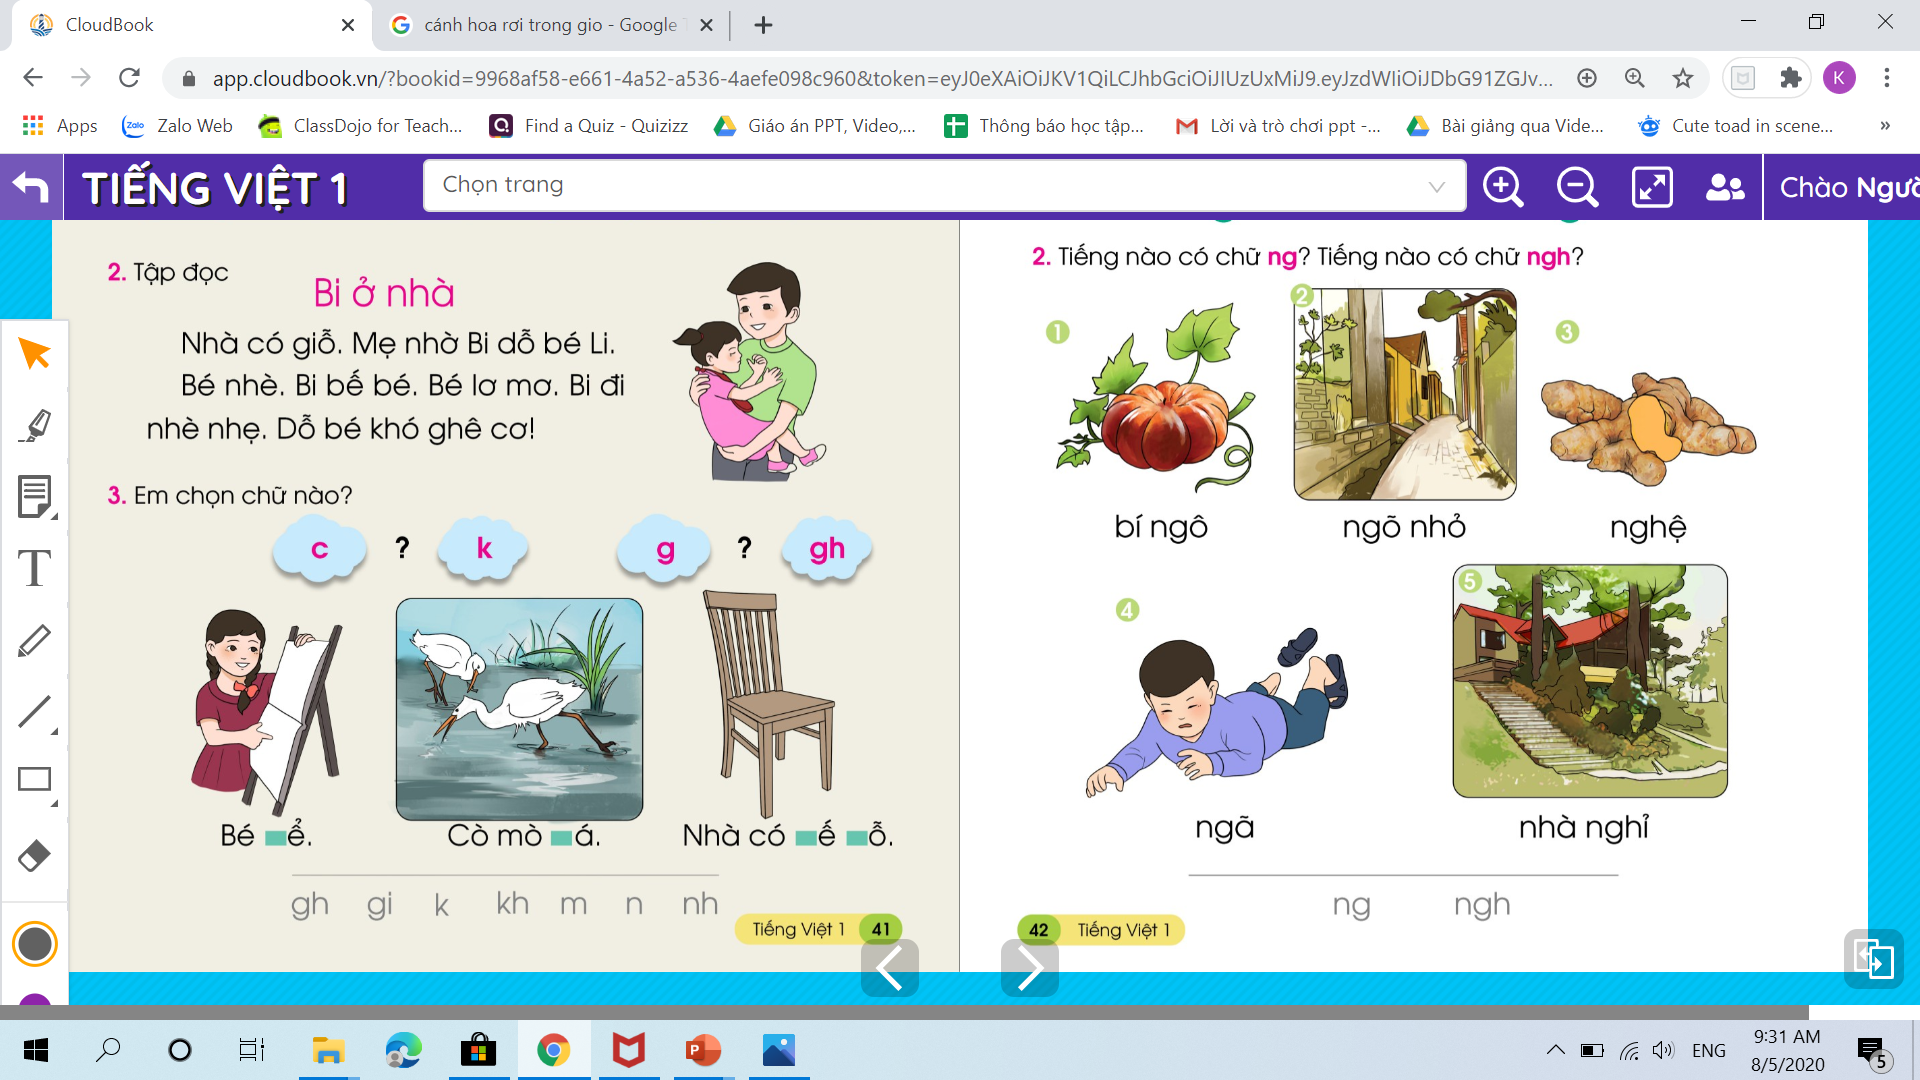 CloudBook
cánh hoa rơi trong gio - Google
app.cloudbook.vn/?bookid=9968af58-e661-4a52-a536-4aefe098c960&token=eyJ0eXAiOiJKV1QiLCJhbGciOiJIUzUxMiJ9.eyJzdWIiOiJDbG91ZGJv...
K
Apps
Zalo Web
ClassDojo for Teach...
Find a Quiz - Quizizz
Giáo án PPT, Video,...
Thông báo học tập...
Lời và trò chơi ppt -...
Bài giảng qua Vide...
Cute toad in scene...
»
TIẾNG VIỆT 1
Chọn trang
Chào Ngườ
2. Tập đọc
Bi ở nhà
Nhà có giỗ. Mẹ nhờ Bi dỗ bé Li.
Bé nhè. Bi bế bé. Bé lơ mơ. Bi đi
nhè nhẹ. Dỗ bé khó ghê cơ!
3. Em chọn chữ nào?
c ? k g ? gh
Bé ể.
Cò mò á.
Nhà có ế ỗ.
gh gi k kh m n nh
Tiếng Việt 1 41
2. Tiếng nào có chữ ng? Tiếng nào có chữ ngh?
1
2
3
bí ngô
ngõ nhỏ
nghệ
4
5
ngã
nhà nghỉ
ng ngh
42 Tiếng Việt 1
T
ENG
9:31 AM
8/5/2020
5